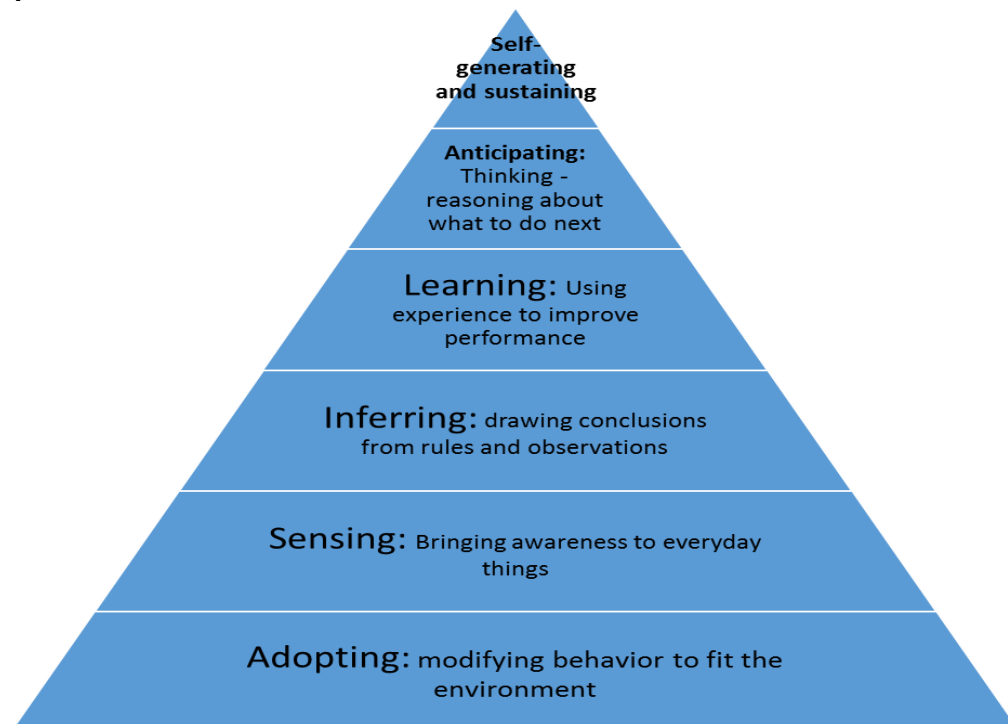 Self-
generating
and sustaining
Anticipating:
Thinking -
reasoning about
what to do next
Learning: Using
experience to improve
performance
Inferring: drawing conclusions
from rules and observations
Sensing: Bringing awareness to everyday
things
Adopting: modifying behavior to fit the
environment